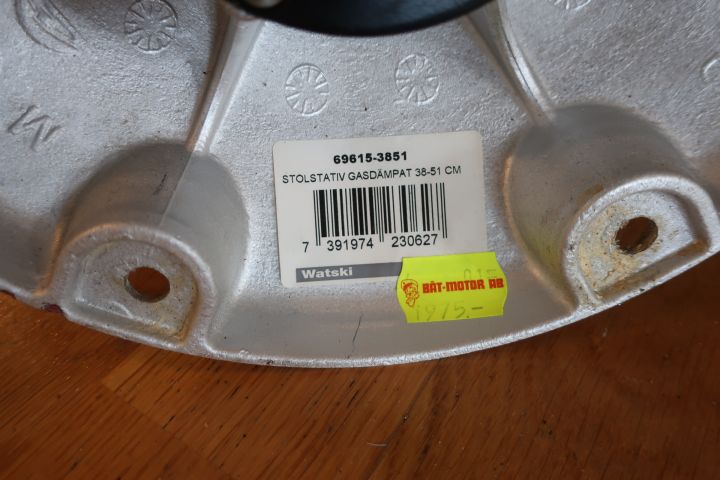 69615-3851
STOLSTATIV GASDÄMPAT 38-51 CM
7 391974 230627
Watski
BÅT-MOTOR AB
1975.-